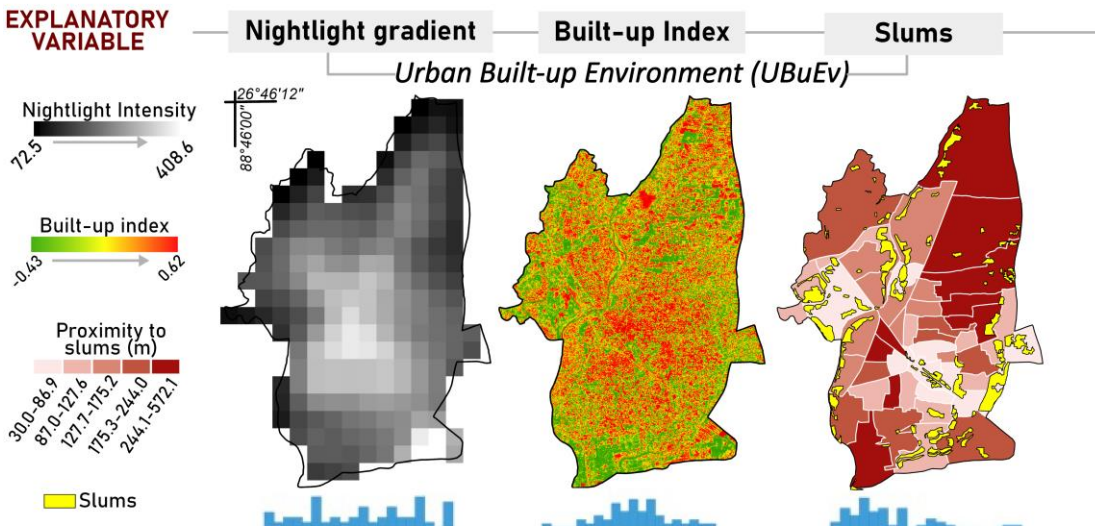 EXPLANATORY
VARIABLE
Nightlight gradient
Built-up Index
Slums
Urban Built-up Environment (UBuEv)
26°46'12"
88°46'00"
Nightlight Intensity
72.5
408.6
Built-up index
-0.43
0.62
Proximity to
slums (m)
30.0-86.9
87.0-127.6
127.7-175.2
175.3-244.0
244.1-572.1
Slums